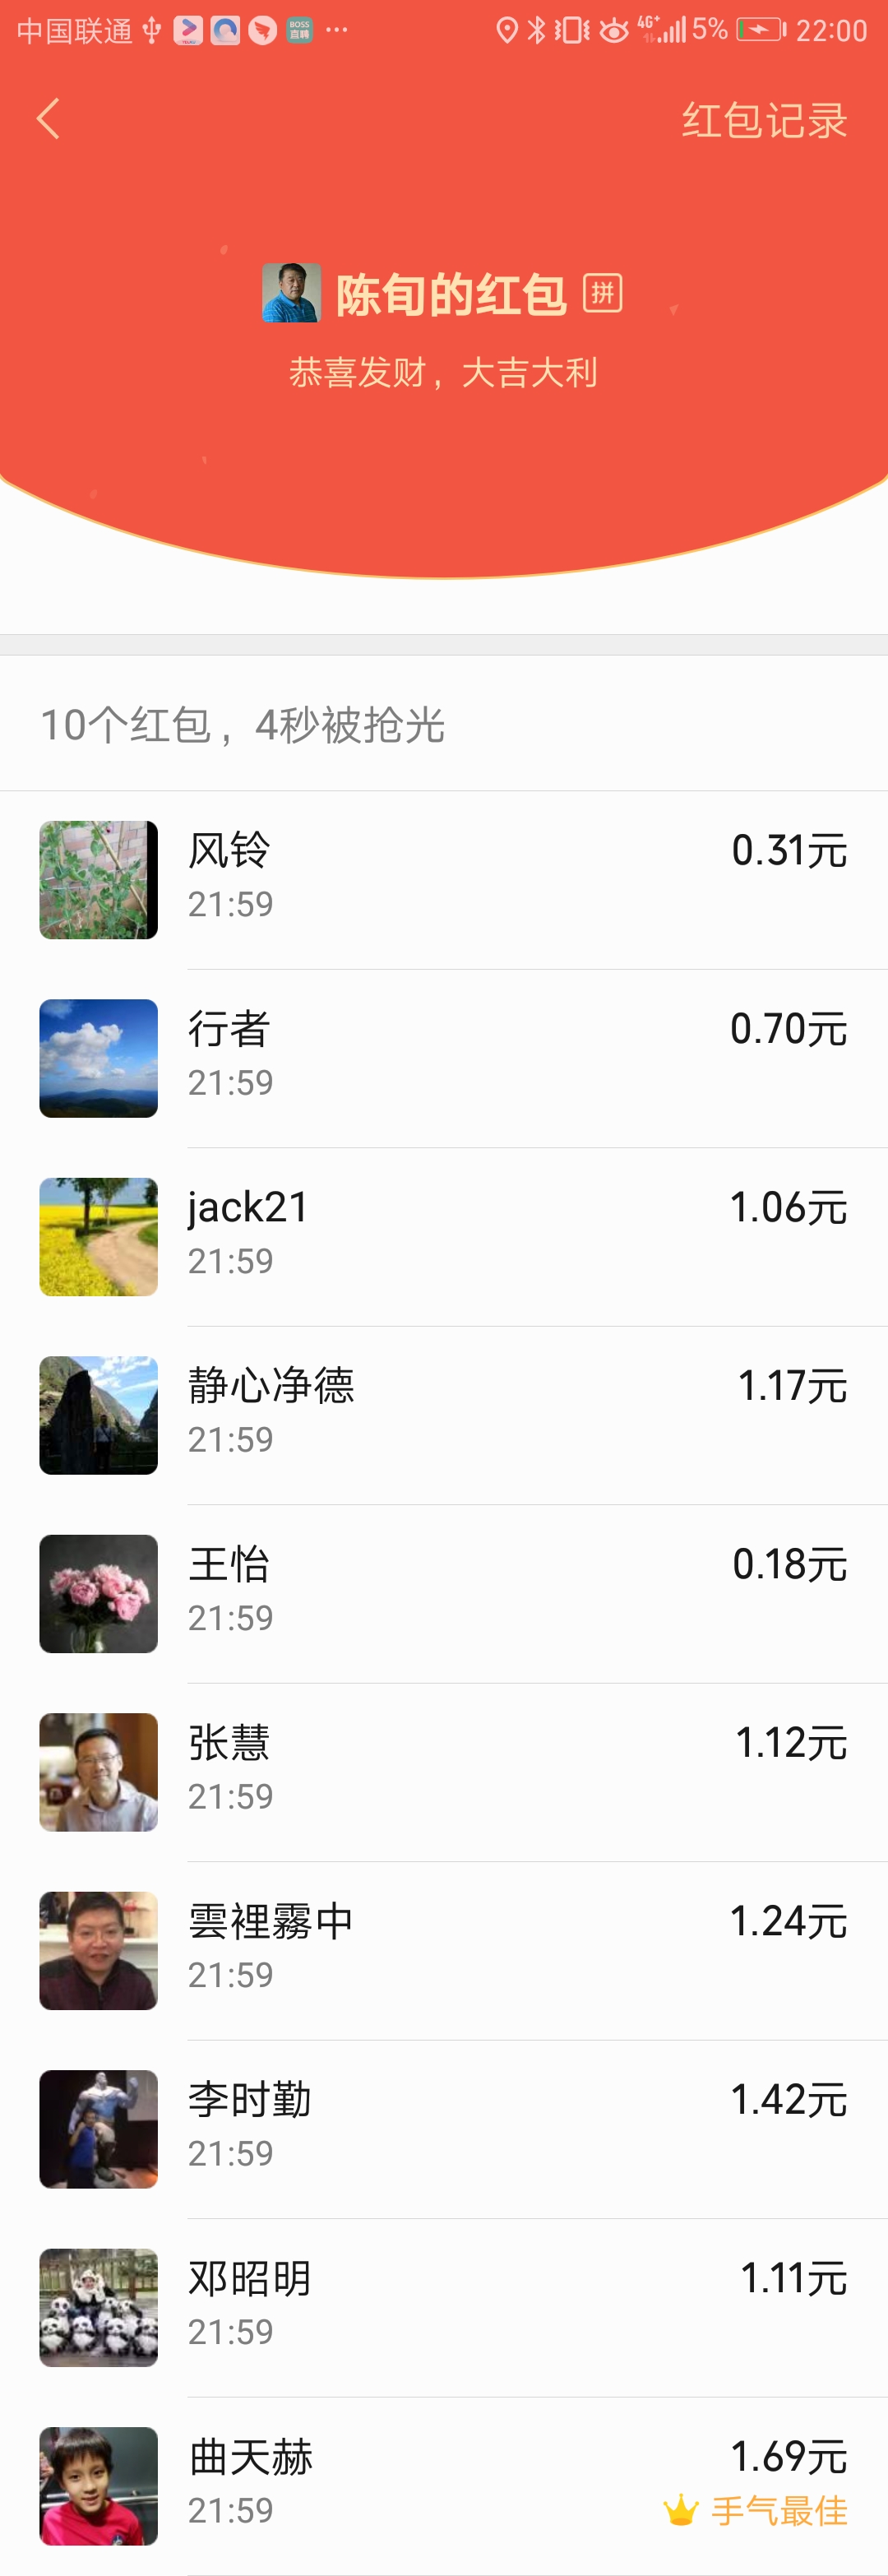 中国联通 BOSS直聘 ··· 4G+ 5% 22:00
红包记录
陈旬的红包 拼
恭喜发财，大吉大利
10个红包，4秒被抢光
风铃 0.31元
21:59
行者 0.70元
21:59
jack21 1.06元
21:59
静心净德 1.17元
21:59
王怡 0.18元
21:59
张慧 1.12元
21:59
雲裡霧中 1.24元
21:59
李时勤 1.42元
21:59
邓昭明 1.11元
21:59
曲天赫 1.69元
21:59 手气最佳